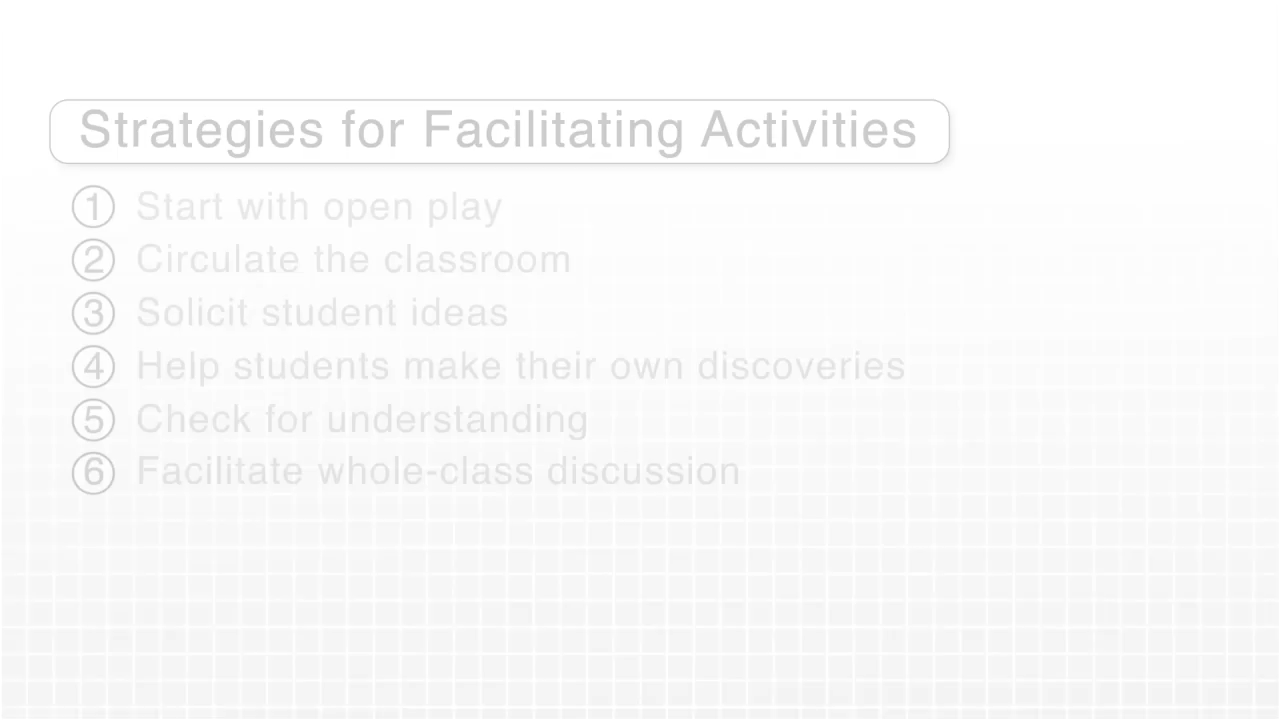 Strategies for Facilitating Activities
1 Start with open play
2 Circulate the classroom
3 Solicit student ideas
4 Help students make their own discoveries
5 Check for understanding
6 Facilitate whole-class discussion